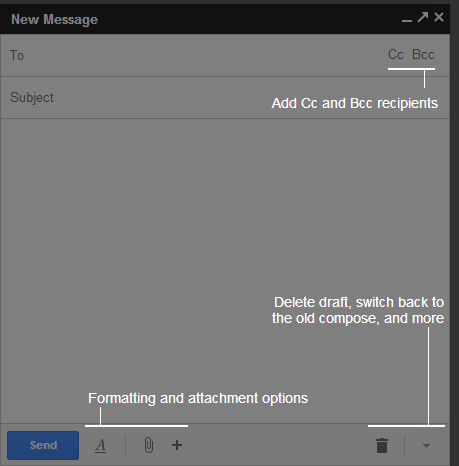 New Message
To
Cc Bcc
Add Cc and Bcc recipients
Subject
Delete draft, switch back to
the old compose, and more
Formatting and attachment options
Send
A